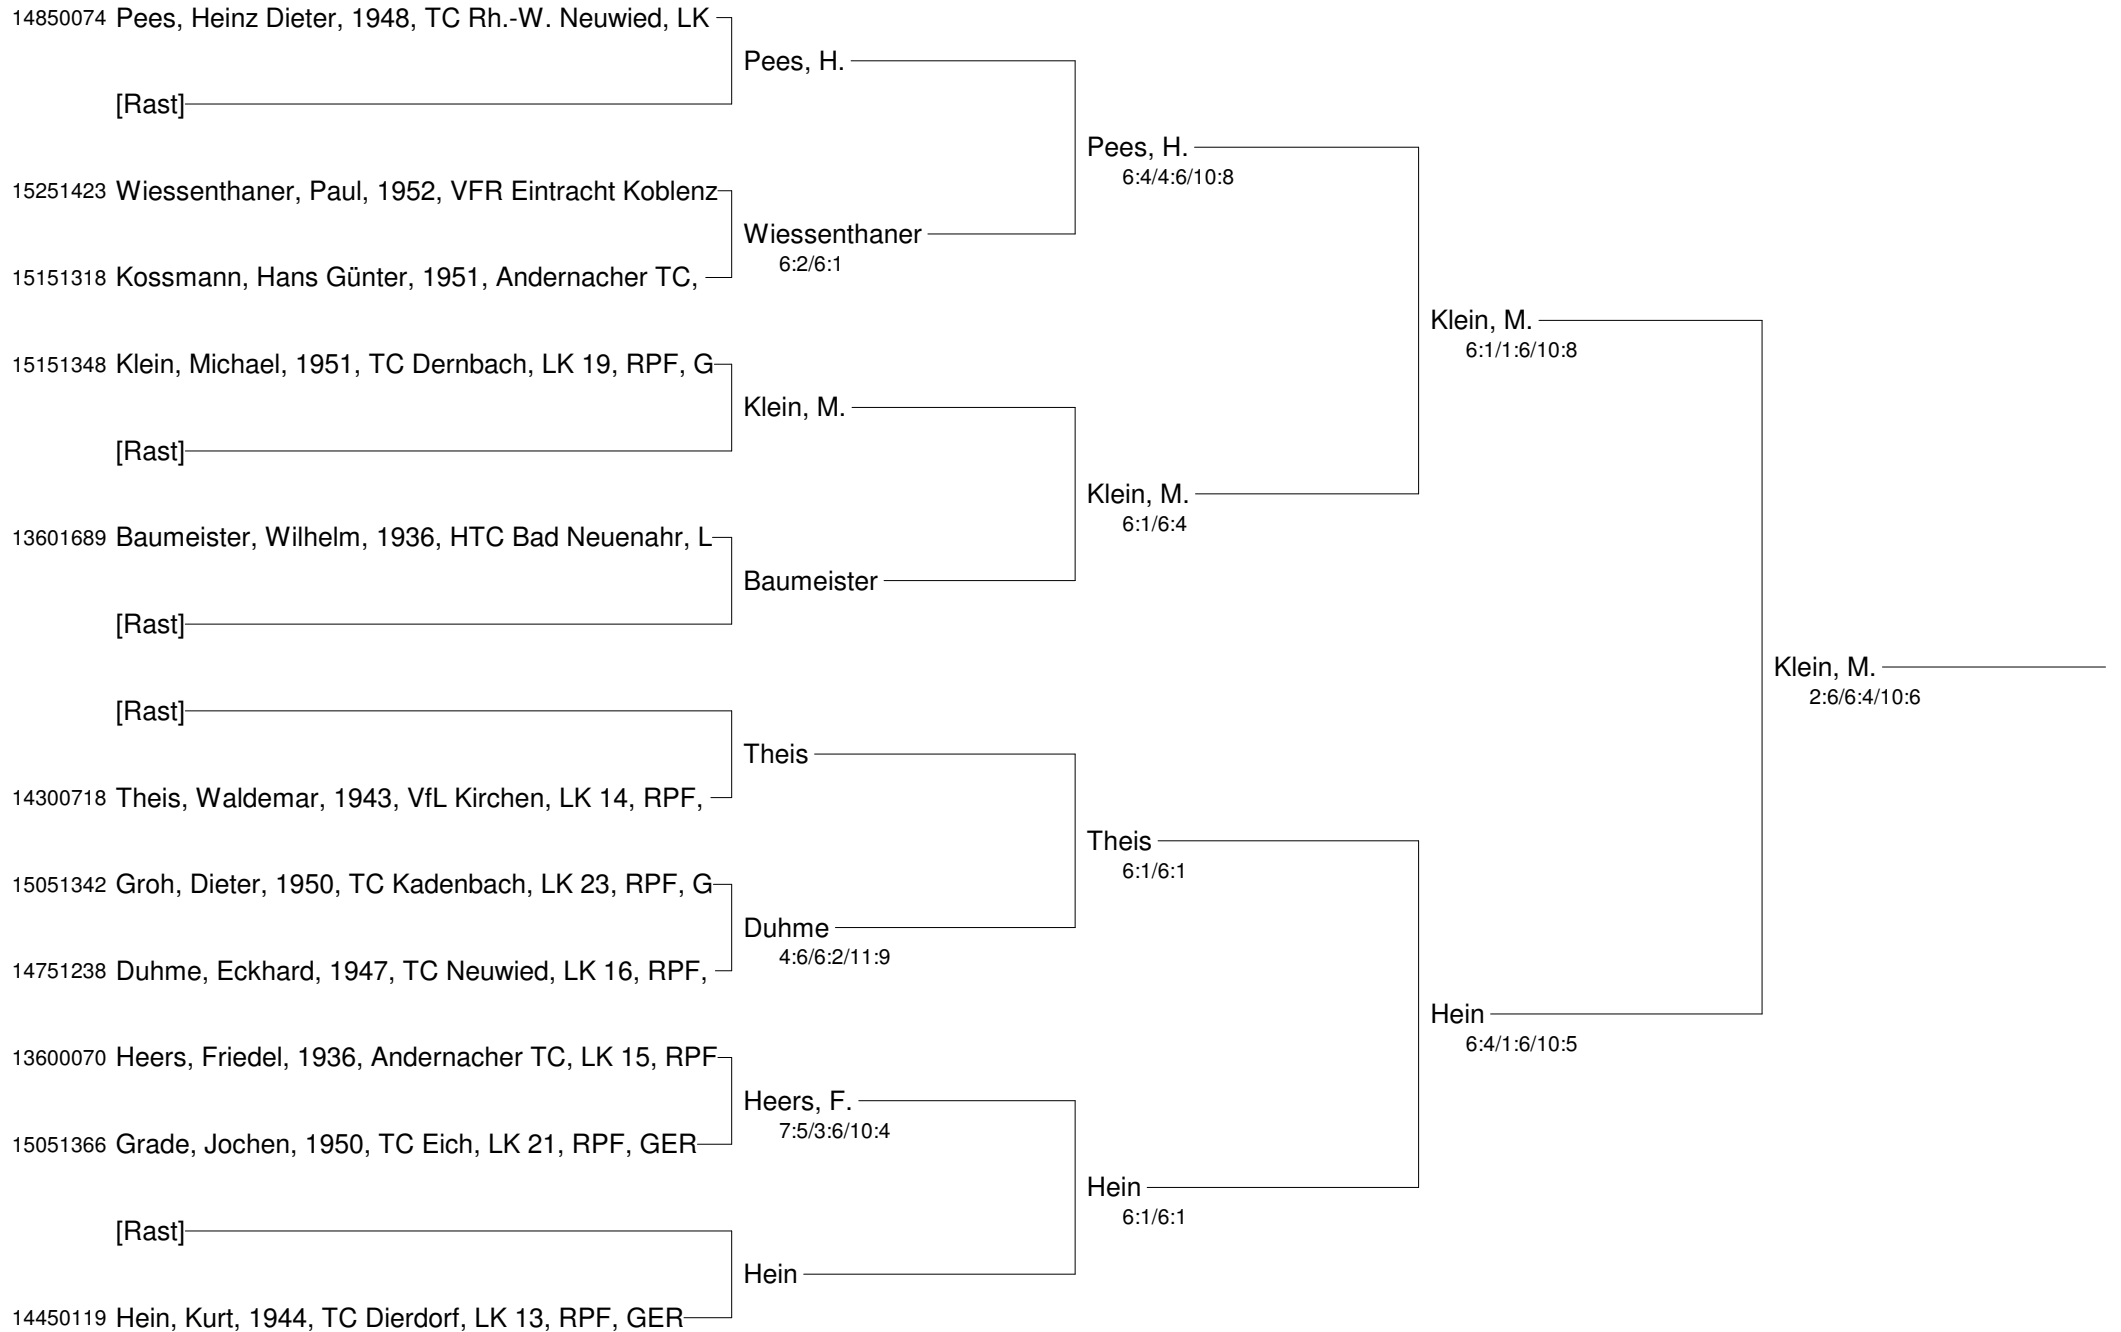 14850074 Pees, Heinz Dieter, 1948, TC Rh.-W. Neuwied, LK
Pees, H.
[Rast]
Pees, H.
6:4/4:6/10:8
15251423 Wiessenthaner, Paul, 1952, VFR Eintracht Koblenz
Wiessenthaner
6:2/6:1
15151318 Kossmann, Hans Günter, 1951, Andernacher TC,
Klein, M.
6:1/1:6/10:8
15151348 Klein, Michael, 1951, TC Dernbach, LK 19, RPF, G
Klein, M.
[Rast]
Klein, M.
6:1/6:4
13601689 Baumeister, Wilhelm, 1936, HTC Bad Neuenahr, L
Baumeister
[Rast]
Klein, M.
2:6/6:4/10:6
[Rast]
Theis
14300718 Theis, Waldemar, 1943, VfL Kirchen, LK 14, RPF,
Theis
6:1/6:1
15051342 Groh, Dieter, 1950, TC Kadenbach, LK 23, RPF, G
Duhme
4:6/6:2/11:9
14751238 Duhme, Eckhard, 1947, TC Neuwied, LK 16, RPF,
Hein
6:4/1:6/10:5
13600070 Heers, Friedel, 1936, Andernacher TC, LK 15, RPF
Heers, F.
7:5/3:6/10:4
15051366 Grade, Jochen, 1950, TC Eich, LK 21, RPF, GER
Hein
6:1/6:1
[Rast]
Hein
14450119 Hein, Kurt, 1944, TC Dierdorf, LK 13, RPF, GER